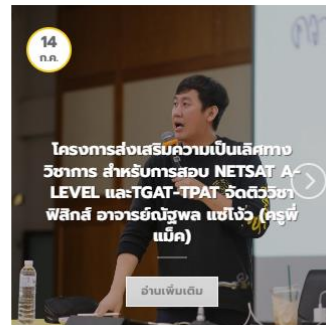 14
ก.ค.
โครงการส่งเสริมความเป็นเลิศทาง
วิชาการ สำหรับการสอบ NETSAT A-
LEVEL และTGAT-TPAT จัดติววิชา
ฟิสิกส์ อาจารย์ณัฐพล แซ่โง้ว (ครูพี่
แม็ค)
อ่านเพิ่มเติม